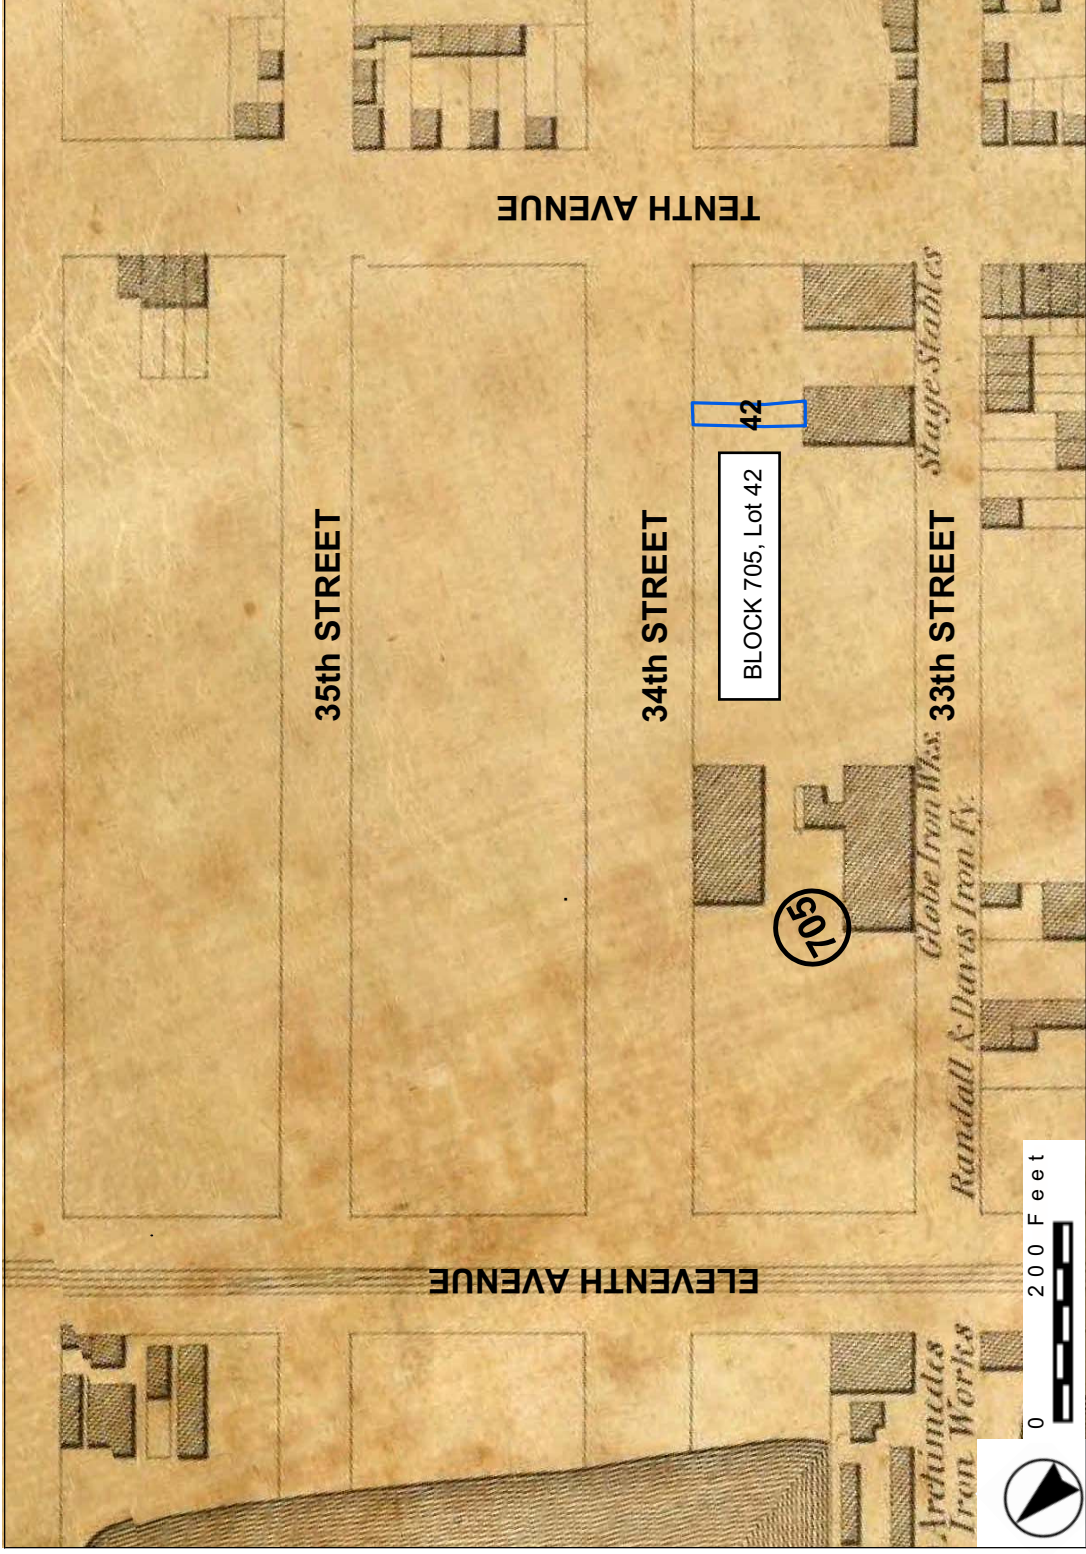 TENTH AVENUE
Stage Stables
42
BLOCK 705, Lot 42
35th STREET
34th STREET
33th STREET
Globe Iron Wks.
Randall & Davis Iron Fy.
705
ELEVENTH AVENUE
Archimedes
Iron Works
0 200 Feet